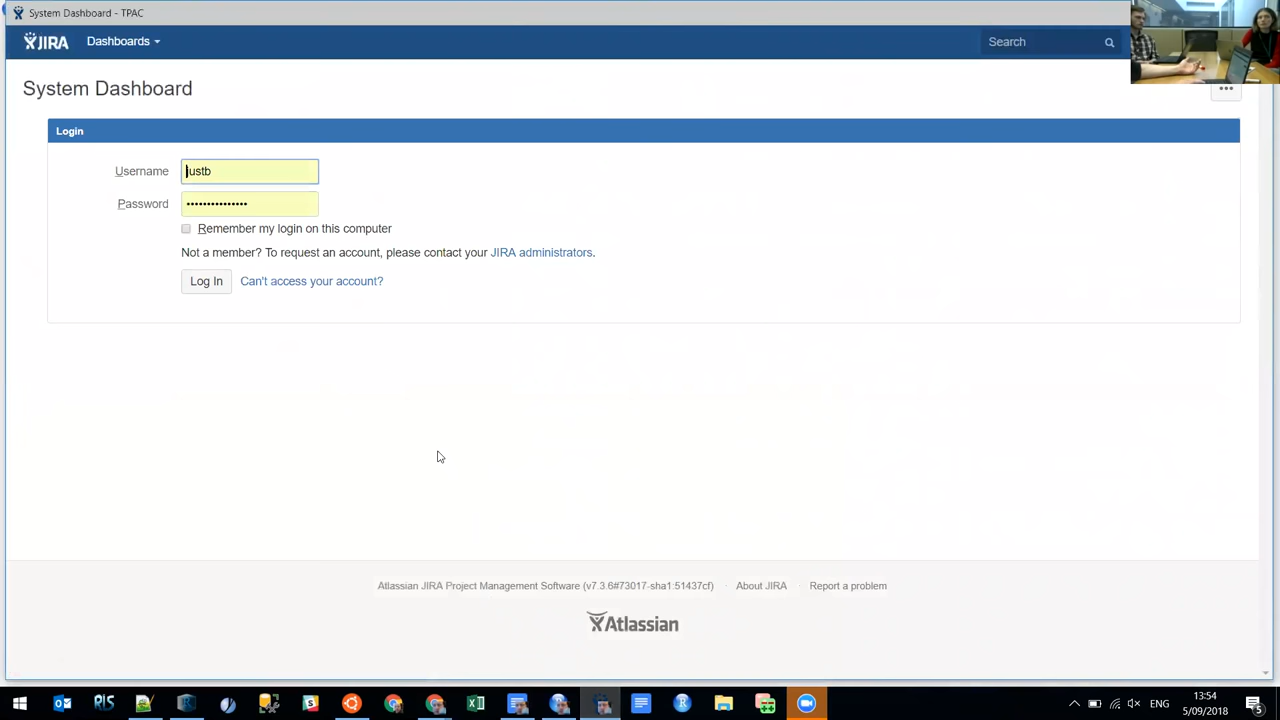 System Dashboard - TPAC
JIRA Dashboards Search
System Dashboard
Login
Username
Password •••••••••••••••
Remember my login on this computer
Not a member? To request an account, please contact your JIRA administrators.
Log In Can't access your account?
Atlassian JIRA Project Management Software (v7.3.6#73017-sha1:51437cf) · About JIRA · Report a problem
Atlassian
ENG
13:54
5/09/2018
5